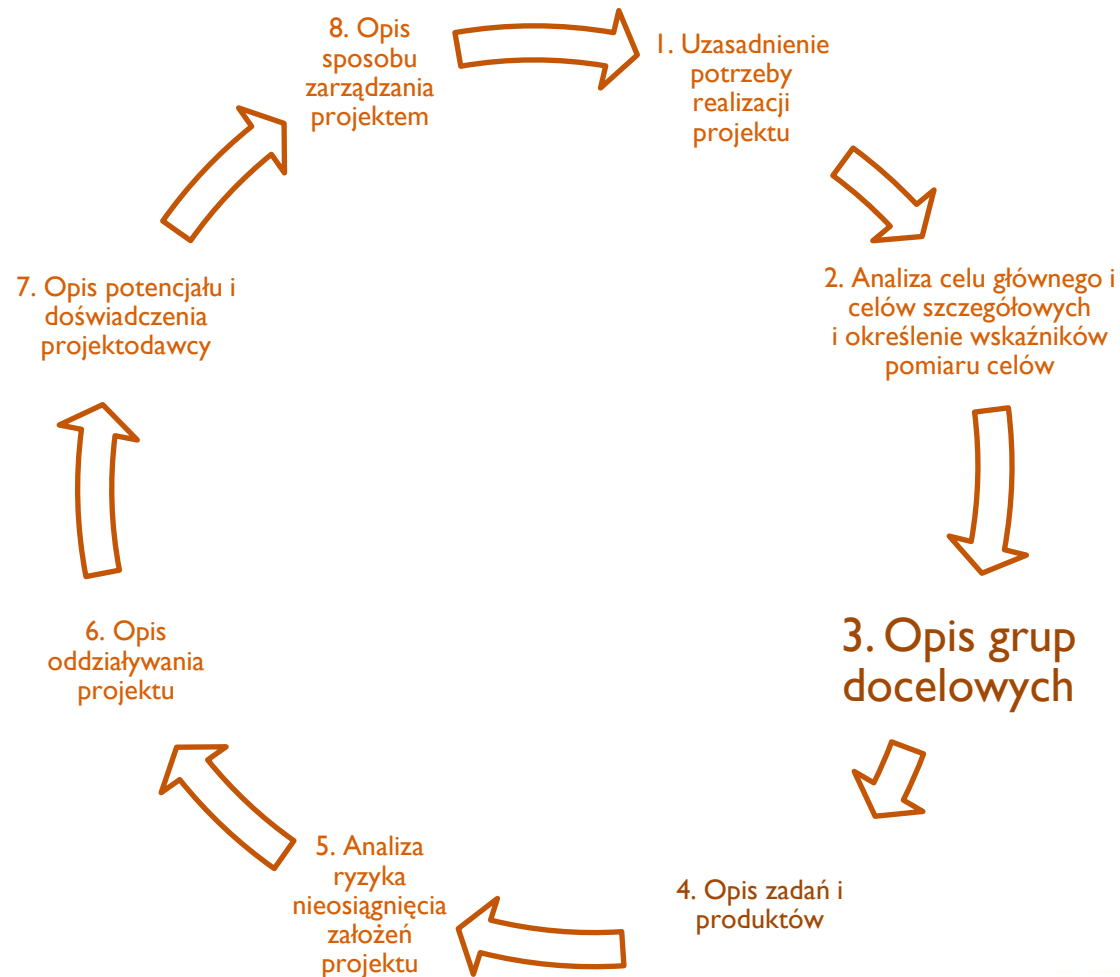 1. Uzasadnienie
potrzeby
realizacji
projektu
2. Analiza celu głównego i
celów szczegółowych
i określenie wskaźników
pomiaru celów
3. Opis grup
docelowych
4. Opis zadań i
produktów
5. Analiza
ryzyka
nieosiągnięcia
założeń
projektu
6. Opis
oddziaływania
projektu
7. Opis potencjału i
doświadczenia
projektodawcy
8. Opis
sposobu
zarządzania
projektem